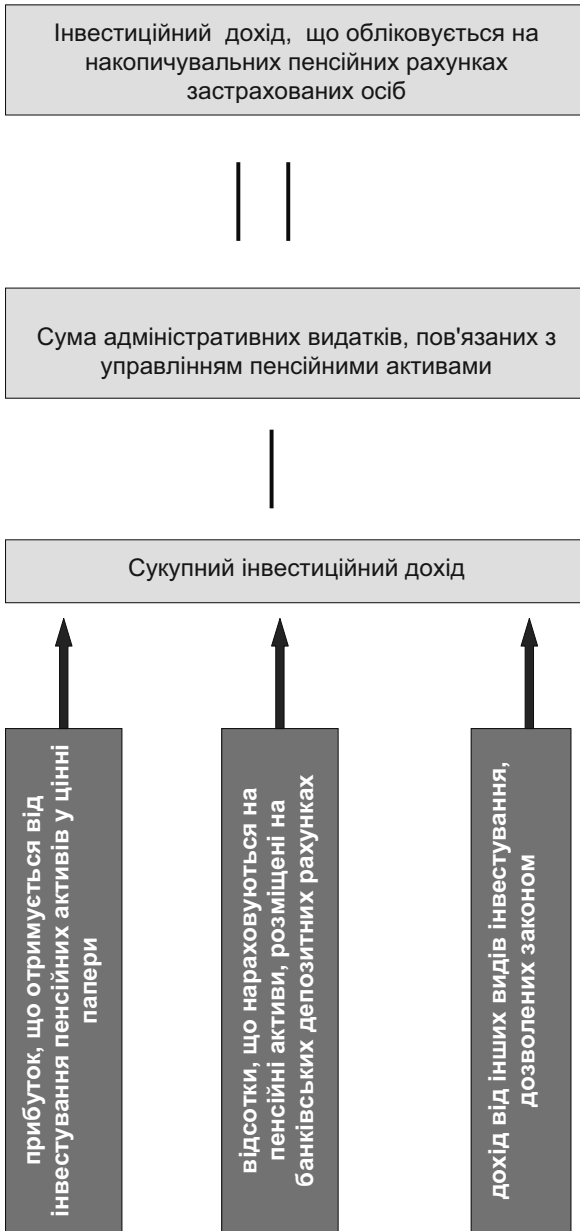 Інвестиційний дохід, що обліковується на
накопичувальних пенсійних рахунках
застрахованих осіб
Сума адміністративних видатків, пов'язаних з
управлінням пенсійними активами
Сукупний інвестиційний дохід
прибуток, що отримується від
інвестування пенсійних активів у цінні
папери
відсотки, що нараховуються на
пенсійні активи, розміщені на
банківських депозитних рахунках
дохід від інших видів інвестування,
дозволених законом